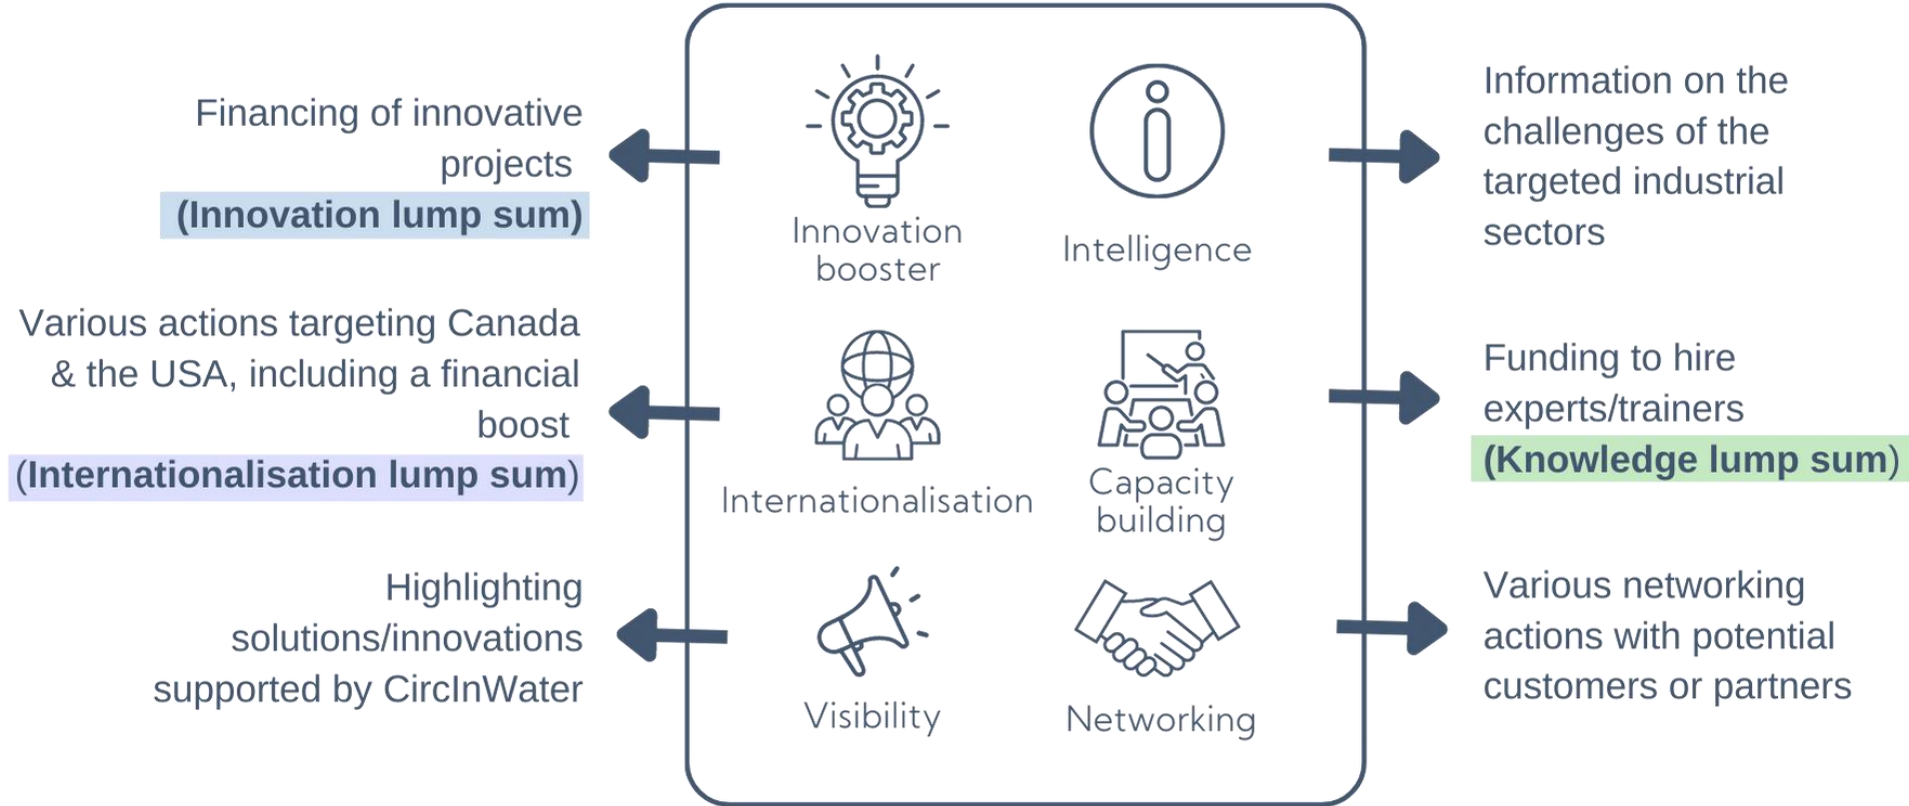 Financing of innovative
projects
(Innovation lump sum)
Various actions targeting Canada
& the USA, including a financial
boost
(Internationalisation lump sum)
Highlighting
solutions/innovations
supported by CircInWater
Innovation
booster
Intelligence
Internationalisation
Capacity
building
Visibility
Networking
Information on the
challenges of the
targeted industrial
sectors
Funding to hire
experts/trainers
(Knowledge lump sum)
Various networking
actions with potential
customers or partners